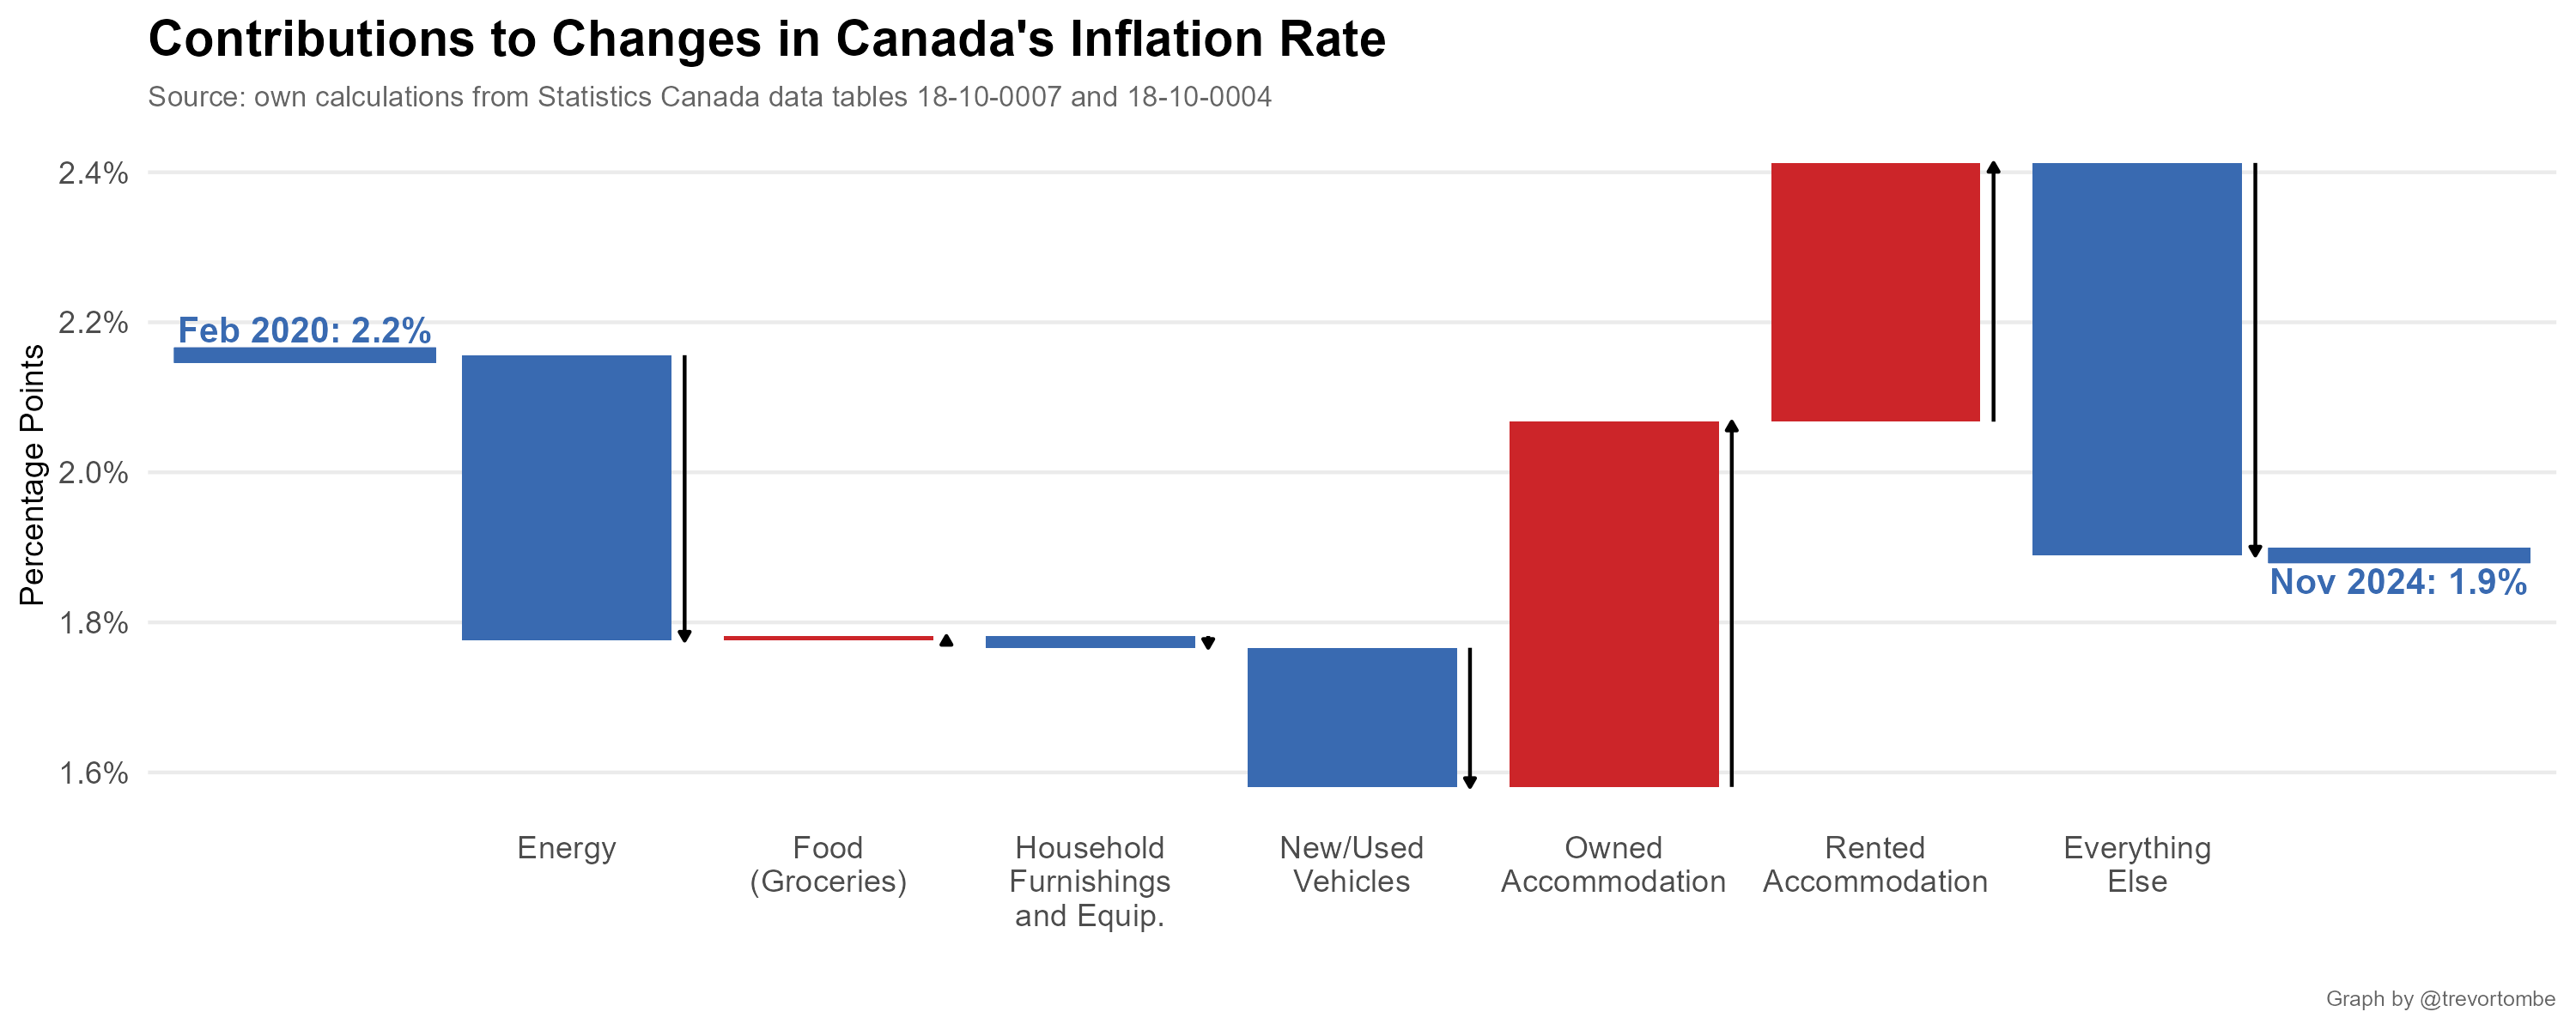 Contributions to Changes in Canada's Inflation Rate
Source: own calculations from Statistics Canada data tables 18-10-0007 and 18-10-0004
Percentage Points
2.4%
2.2%
2.0%
1.8%
1.6%
Feb 2020: 2.2%
Nov 2024: 1.9%
Energy
Food
(Groceries)
Household
Furnishings
and Equip.
New/Used
Vehicles
Owned
Accommodation
Rented
Accommodation
Everything
Else
Graph by @trevortombe